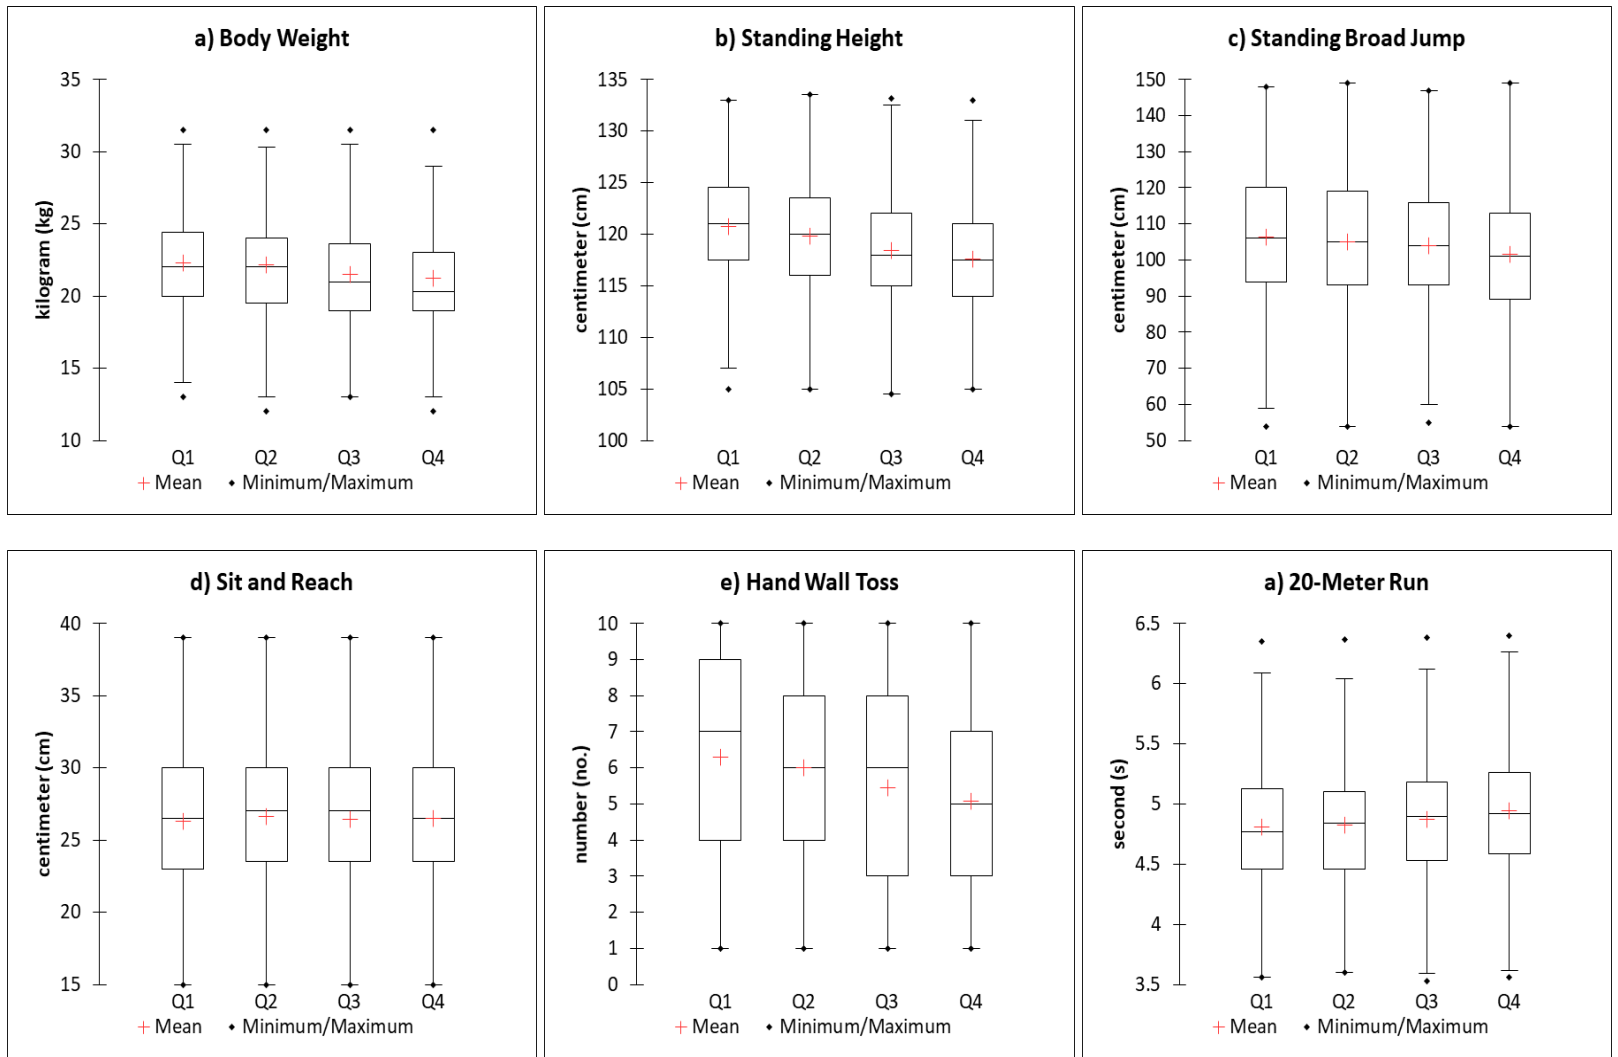 a) Body Weight
35
30
25
20
15
10
kilogram (kg)
Q1 Q2 Q3 Q4
Mean Minimum/Maximum
b) Standing Height
135
130
125
120
115
110
105
100
centimeter (cm)
Q1 Q2 Q3 Q4
Mean Minimum/Maximum
c) Standing Broad Jump
150
140
130
120
110
100
90
80
70
60
50
centimeter (cm)
Q1 Q2 Q3 Q4
Mean Minimum/Maximum
d) Sit and Reach
40
35
30
25
20
15
centimeter (cm)
Q1 Q2 Q3 Q4
Mean Minimum/Maximum
e) Hand Wall Toss
10
9
8
7
6
5
4
3
2
1
0
number (no.)
Q1 Q2 Q3 Q4
Mean Minimum/Maximum
a) 20-Meter Run
6.5
6
5.5
5
4.5
4
3.5
second (s)
Q1 Q2 Q3 Q4
Mean Minimum/Maximum